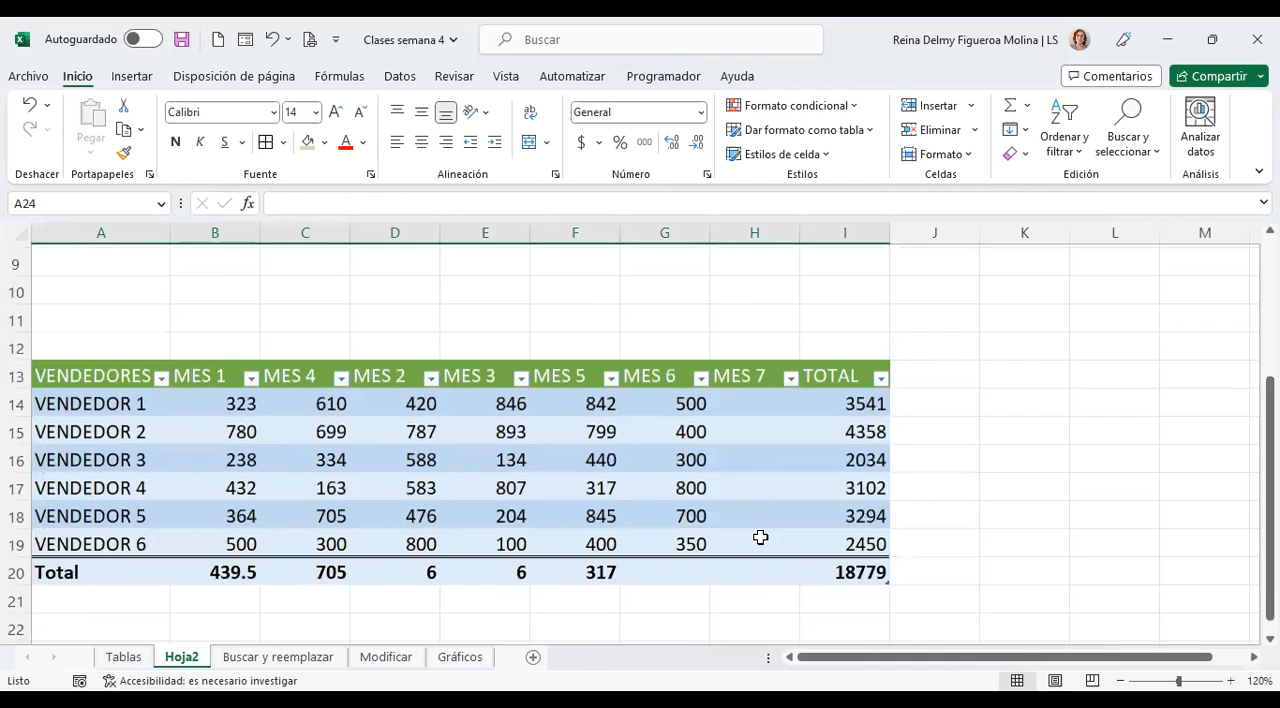 Autoguardado Clases semana 4 Buscar Reina Delmy Figueroa Molina | LS
Archivo Inicio Insertar Disposición de página Fórmulas Datos Revisar Vista Automatizar Programador Ayuda Comentarios Compartir
Pegar Calibri 14 General Formato condicional Insertar
N K S $ % 000 Dar formato como tabla Eliminar Ordenar y filtrar Buscar y seleccionar Analizar datos
Estilos de celda Formato
Deshacer Portapapeles Fuente Alineación Número Estilos Celdas Edición Análisis
A24 fx
A B C D E F G H I J K L M
9
10
11
12
13 VENDEDORES MES 1 MES 4 MES 2 MES 3 MES 5 MES 6 MES 7 TOTAL
14 VENDEDOR 1 323 610 420 846 842 500 3541
15 VENDEDOR 2 780 699 787 893 799 400 4358
16 VENDEDOR 3 238 334 588 134 440 300 2034
17 VENDEDOR 4 432 163 583 807 317 800 3102
18 VENDEDOR 5 364 705 476 204 845 700 3294
19 VENDEDOR 6 500 300 800 100 400 350 2450
20 Total 439.5 705 6 6 317 18779
21
22
Tablas Hoja2 Buscar y reemplazar Modificar Gráficos
Listo Accesibilidad: es necesario investigar 120%